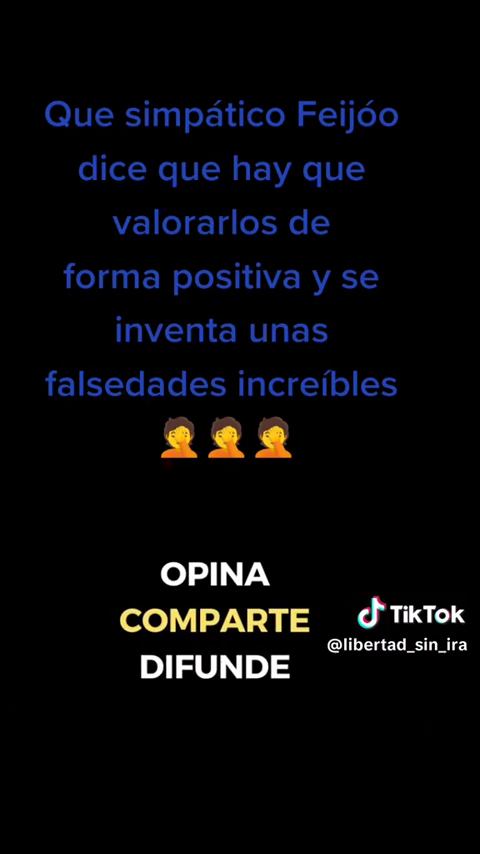 Que simpático Feijóo
dice que hay que
valorarlos de
forma positiva y se
inventa unas
falsedades increíbles
🤦🤦🤦
OPINA
COMPARTE
DIFUNDE
TikTok
@libertad_sin_ira